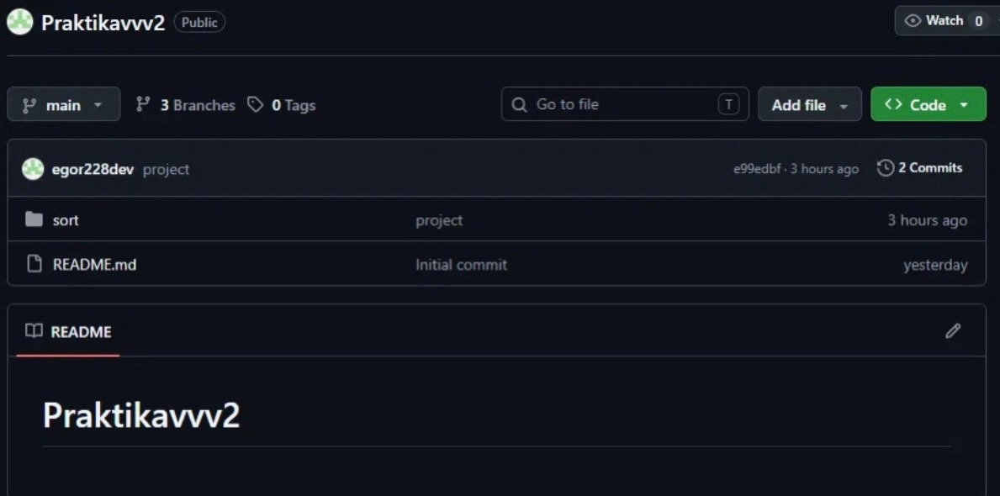 Praktikavvv2 Public Watch 0
main 3 Branches 0 Tags Go to file T Add file Code
egor228dev project e99edbf · 3 hours ago 2 Commits
sort project 3 hours ago
README.md Initial commit yesterday
README
Praktikavvv2